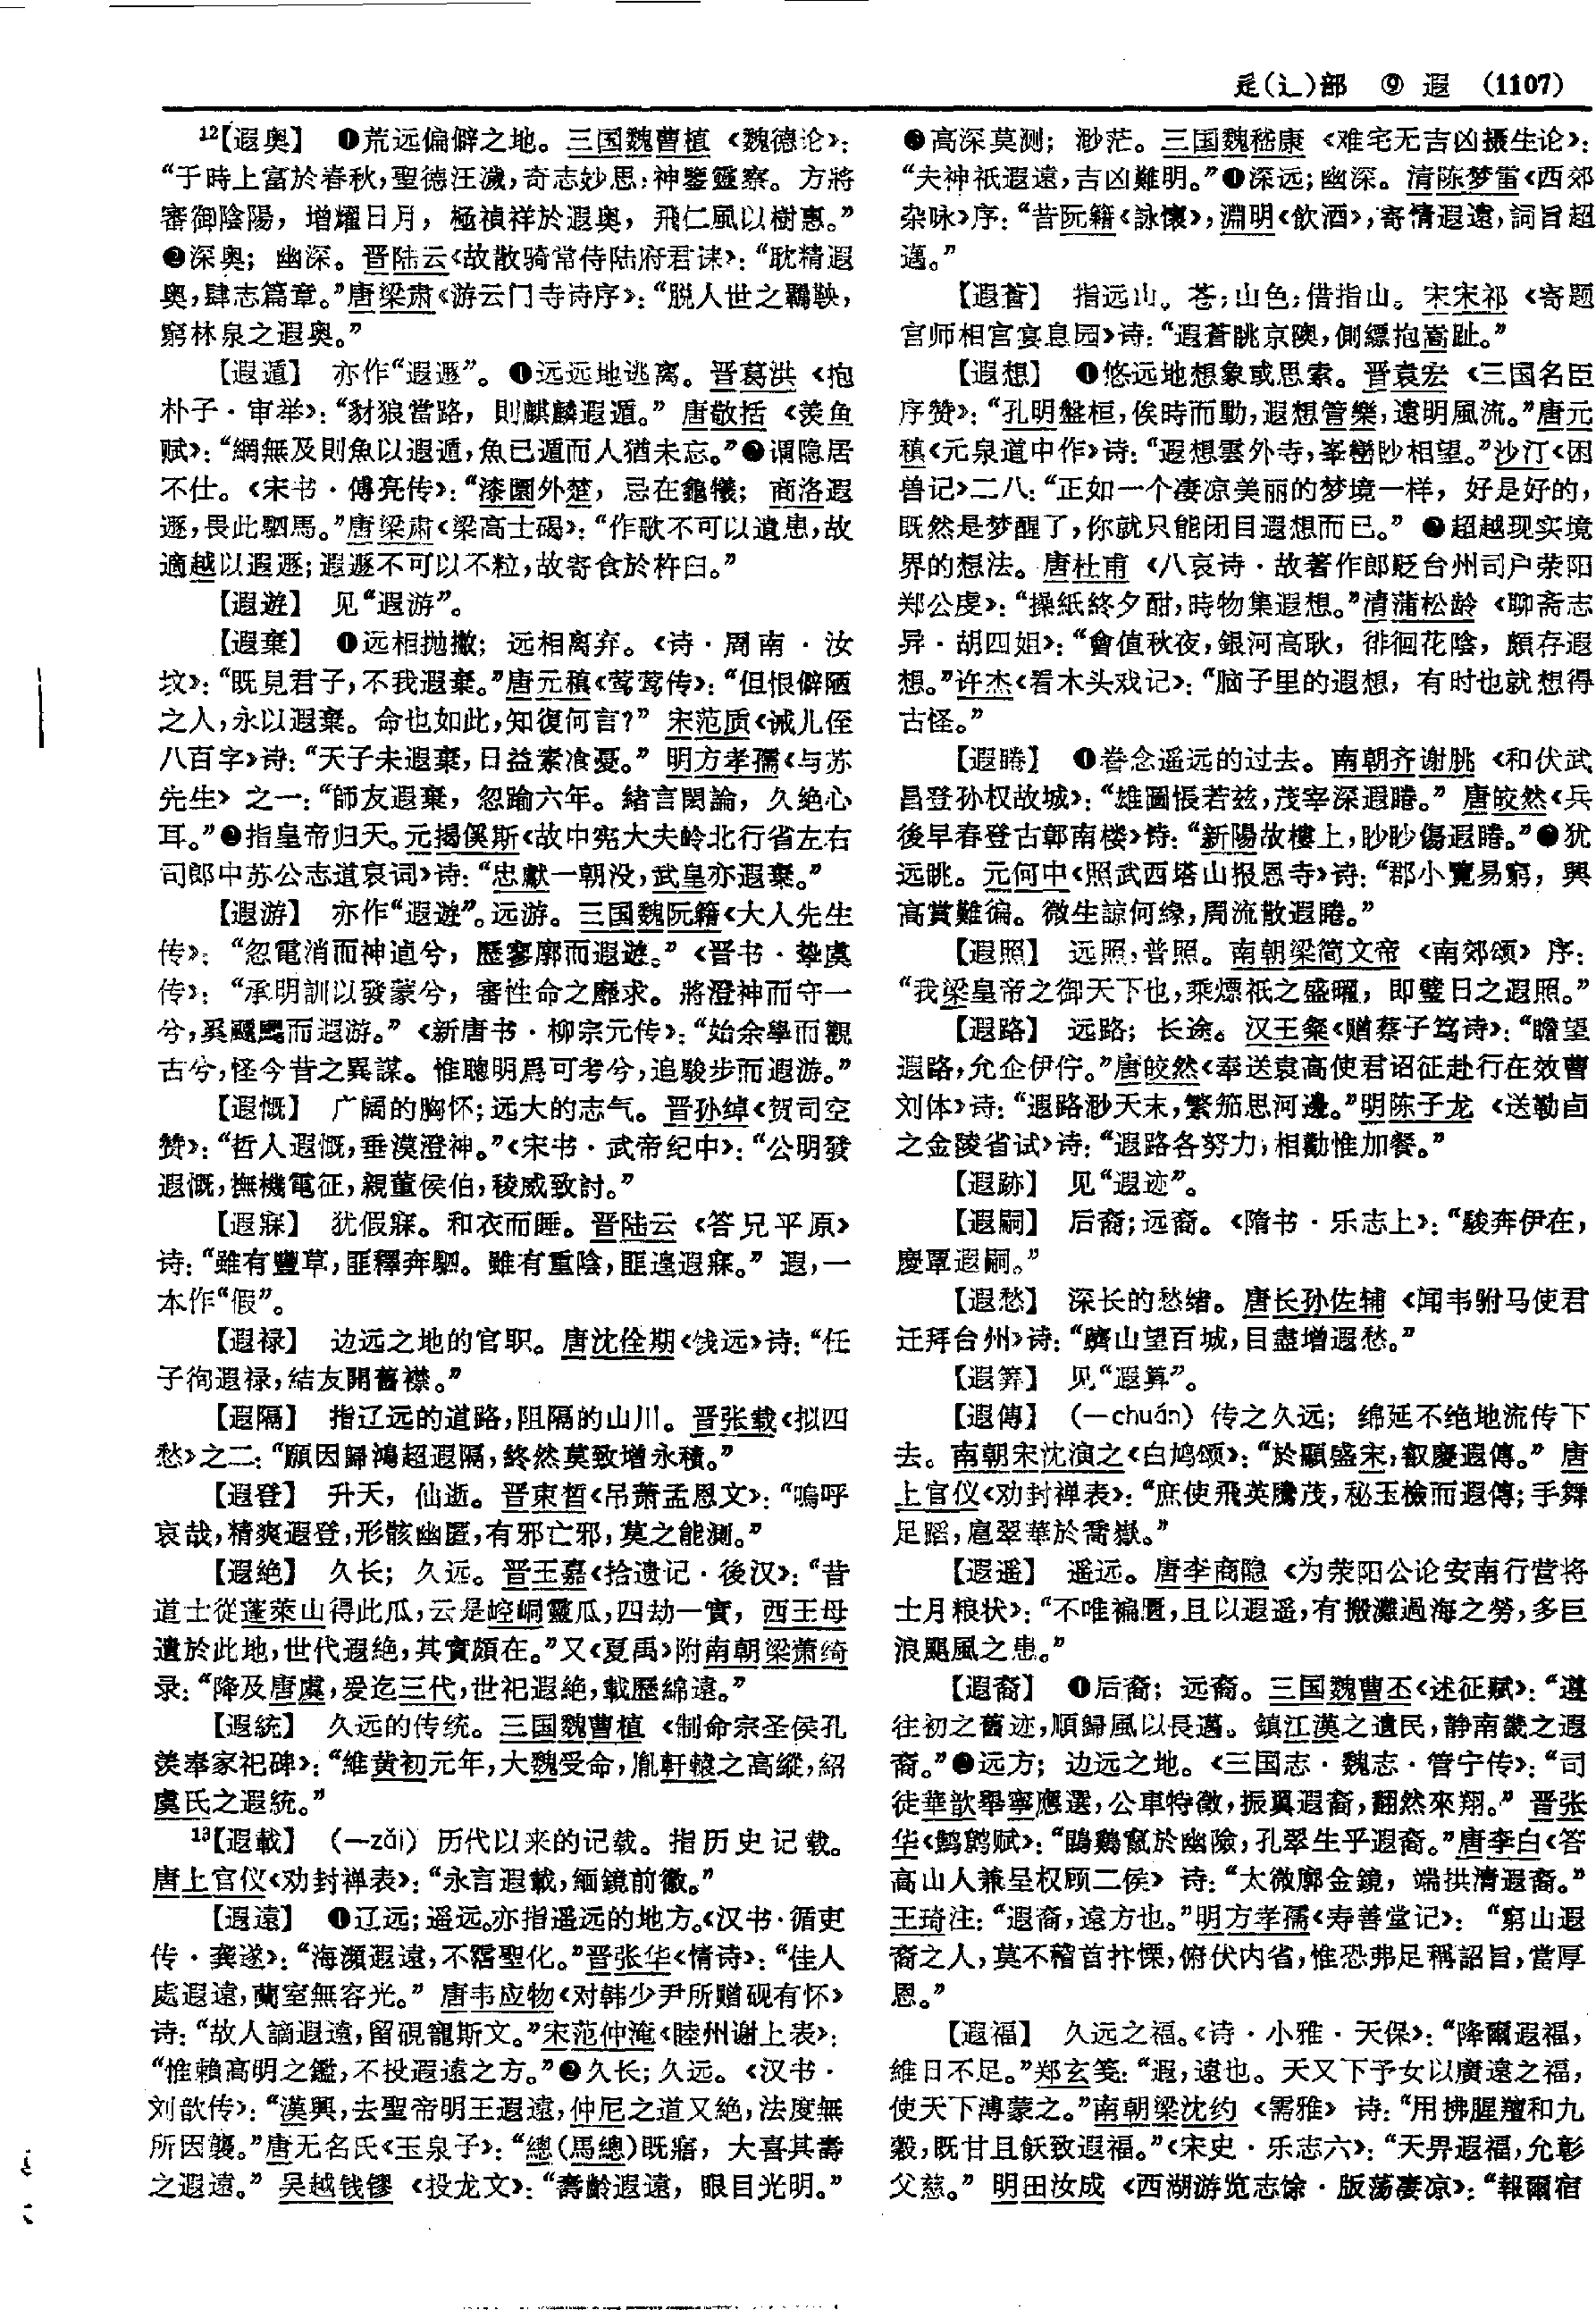 辵(辶)部 ⑨ 遐 (1107)
12【遐奥】 ❶荒远偏僻之地。三国魏曹植《魏德论》：
“于時上富於春秋，聖德汪濊，奇志妙思，神鑒靈察。方將
審御陰陽，增耀日月，極禎祥於遐奥，飛仁風以樹惠。”
❷深奥；幽深。晋陆云《故散骑常侍陆府君诔》：“耽精遐
奥，肆志篇章。”唐梁肃《游云门寺诗序》：“脱人世之羈鞅，
窮林泉之遐奥。”
【遐遁】 亦作“遐遯”。❶远远地逃离。晋葛洪《抱
朴子·审举》：“豺狼當路，則麒麟遐遁。”唐敬括《羡鱼
赋》：“網無及則魚以遐遁，魚已遁而人猶未忘。”❷谓隐居
不仕。《宋书·傅亮传》：“漆園外楚，忌在龜犧；商洛遐
遯，畏此駟馬。”唐梁肃《梁高士碣》：“作歌不可以遺患，故
適越以遐遯；遐遯不可以不粒，故寄食於杵臼。”
【遐遊】 见“遐游”。
【遐棄】 ❶远相抛撇；远相离弃。《诗·周南·汝
坟》：“既見君子，不我遐棄。”唐元稹《莺莺传》：“但恨僻陋
之人，永以遐棄。命也如此，知復何言？”宋范质《诫儿侄
八百字》诗：“天子未遐棄，日益素飡憂。”明方孝孺《与苏
先生》之一：“師友遐棄，忽踰六年。緒言閎論，久絶心
耳。”❷指皇帝归天。元揭傒斯《故中宪大夫岭北行省左右
司郎中苏公志道哀词》诗：“忠獻一朝没，武皇亦遐棄。”
【遐游】 亦作“遐遊”。远游。三国魏阮籍《大人先生
传》：“忽電消而神逌兮，歷寥廓而遐遊。”《晋书·挚虞
传》：“承明訓以發蒙兮，審性命之靡求。將澄神而守一
兮，奚颸颸而遐游。”《新唐书·柳宗元传》：“始余學而觀
古兮，怪今昔之異謀。惟聰明爲可考兮，追駿步而遐游。”
【遐慨】 广阔的胸怀；远大的志气。晋孙绰《贺司空
赞》：“哲人遐慨，垂漠澄神。”《宋书·武帝纪中》：“公明發
遐慨，撫機電征，親董侯伯，稜威致討。”
【遐寐】 犹假寐。和衣而睡。晋陆云《答兄平原》
诗：“雖有豐草，匪釋奔駟。雖有重陰，匪遑遐寐。”遐，一
本作“假”。
【遐禄】 边远之地的官职。唐沈佺期《饯远》诗：“任
子徇遐禄，結友開舊襟。”
【遐隔】 指辽远的道路，阻隔的山川。晋张载《拟四
愁》之二：“願因歸鴻超遐隔，終然莫致增永積。”
【遐登】 升天，仙逝。晋束晳《吊萧孟恩文》：“嗚呼
哀哉，精爽遐登，形骸幽匿，有邪亡邪，莫之能測。”
【遐絶】 久长；久远。晋王嘉《拾遗记·後汉》：“昔
道士從蓬萊山得此瓜，云是崆峒靈瓜，四劫一實，西王母
遺於此地，世代遐絶，其實頗在。”又《夏禹》附南朝梁萧绮
录：“降及唐虞，爰迄三代，世祀遐絶，載歷綿遠。”
【遐統】 久远的传统。三国魏曹植《制命宗圣侯孔
羡奉家祀碑》：“維黄初元年，大魏受命，胤軒轅之高縱，紹
虞氏之遐統。”
13【遐載】 （—zǎi）历代以来的记载。指历史记载。
唐上官仪《劝封禅表》：“永言遐載，緬鏡前徽。”
【遐遠】 ❶辽远；遥远。亦指遥远的地方。《汉书·循吏
传·龚遂》：“海瀕遐遠，不霑聖化。”晋张华《情诗》：“佳人
處遐遠，蘭室無容光。”唐韦应物《对韩少尹所赠砚有怀》
诗：“故人謫遐遠，留硯寵斯文。”宋范仲淹《睦州谢上表》：
“惟賴高明之鑑，不投遐遠之方。”❷久长；久远。《汉书·
刘歆传》：“漢興，去聖帝明王遐遠，仲尼之道又絶，法度無
所因襲。”唐无名氏《玉泉子》：“總（馬總）既寤，大喜其壽
之遐遠。”吴越钱镠《投龙文》：“壽齡遐遠，眼目光明。”
❸高深莫测；渺茫。三国魏嵇康《难宅无吉凶摄生论》：
“夫神祇遐遠，吉凶難明。”❹深远；幽深。清陈梦雷《西郊
杂咏》序：“昔阮籍《詠懷》，淵明《飲酒》，寄情遐遠，詞旨超
邁。”
【遐蒼】 指远山。苍；山色；借指山。宋宋祁《寄题
宫师相宫宴息园》诗：“遐蒼眺京隩，側縹抱嵩趾。”
【遐想】 ❶悠远地想象或思索。晋袁宏《三国名臣
序赞》：“孔明盤桓，俟時而動，遐想管樂，遠明風流。”唐元
稹《元泉道中作》诗：“遐想雲外寺，峯巒眇相望。”沙汀《困
兽记》二八：“正如一个凄凉美丽的梦境一样，好是好的，
既然是梦醒了，你就只能闭目遐想而已。”❷超越现实境
界的想法。唐杜甫《八哀诗·故著作郎贬台州司户荥阳
郑公虔》：“操紙終夕酣，時物集遐想。”清蒲松龄《聊斋志
异·胡四姐》：“會值秋夜，銀河高耿，徘徊花陰，頗存遐
想。”许杰《看木头戏记》：“脑子里的遐想，有时也就想得
古怪。”
【遐睠】 ❶眷念遥远的过去。南朝齐谢朓《和伏武
昌登孙权故城》：“雄圖悵若兹，茂宰深遐睠。”唐皎然《兵
後早春登古鄣南楼》诗：“新陽故樓上，眇眇傷遐睠。”❷犹
远眺。元何中《照武西塔山报恩寺》诗：“郡小覽易窮，興
高賞難徧。微生諒何緣，周流散遐睠。”
【遐照】 远照，普照。南朝梁简文帝《南郊颂》序：
“我梁皇帝之御天下也，乘熛祇之盛曜，即璧日之遐照。”
【遐路】 远路；长途。汉王粲《赠蔡子笃诗》：“瞻望
遐路，允企伊佇。”唐皎然《奉送袁高使君诏征赴行在效曹
刘体》诗：“遐路渺天末，繁笳思河邊。”明陈子龙《送勒卣
之金陵省试》诗：“遐路各努力，相勸惟加餐。”
【遐跡】 见“遐迹”。
【遐嗣】 后裔；远裔。《隋书·乐志上》：“駿奔伊在，
慶覃遐嗣。”
【遐愁】 深长的愁绪。唐长孙佐辅《闻韦驸马使君
迁拜台州》诗：“躋山望百城，目盡增遐愁。”
【遐筭】 见“遐算”。
【遐傳】 （—chuán）传之久远；绵延不绝地流传下
去。南朝宋沈演之《白鸠颂》：“於顯盛宋，叡慶遐傳。”唐
上官仪《劝封禅表》：“庶使飛英騰茂，秘玉檢而遐傳；手舞
足蹈，扈翠華於喬嶽。”
【遐遥】 遥远。唐李商隐《为荥阳公论安南行营将
士月粮状》：“不唯褊匱，且以遐遥，有搬灘過海之勞，多巨
浪颶風之患。”
【遐裔】 ❶后裔；远裔。三国魏曹丕《述征赋》：“遵
往初之舊迹，順歸風以長邁。鎮江漢之遺民，静南畿之遐
裔。”❷远方；边远之地。《三国志·魏志·管宁传》：“司
徒華歆舉寧應選，公車特徵，振翼遐裔，翻然來翔。”晋张
华《鹪鹩赋》：“鵾鷄竄於幽險，孔翠生乎遐裔。”唐李白《答
高山人兼呈权顾二侯》诗：“太微廓金鏡，端拱清遐裔。”
王琦注：“遐裔，遠方也。”明方孝孺《寿善堂记》：“窮山遐
裔之人，莫不稽首抃慄，俯伏内省，惟恐弗足稱詔旨，當厚
恩。”
【遐福】 久远之福。《诗·小雅·天保》：“降爾遐福，
維日不足。”郑玄笺：“遐，遠也。天又下予女以廣遠之福，
使天下溥蒙之。”南朝梁沈约《需雅》诗：“用拂腥羶和九
穀，既甘且飫致遐福。”《宋史·乐志六》：“天畀遐福，允彰
父慈。”明田汝成《西湖游览志馀·版荡凄凉》：“報爾宿